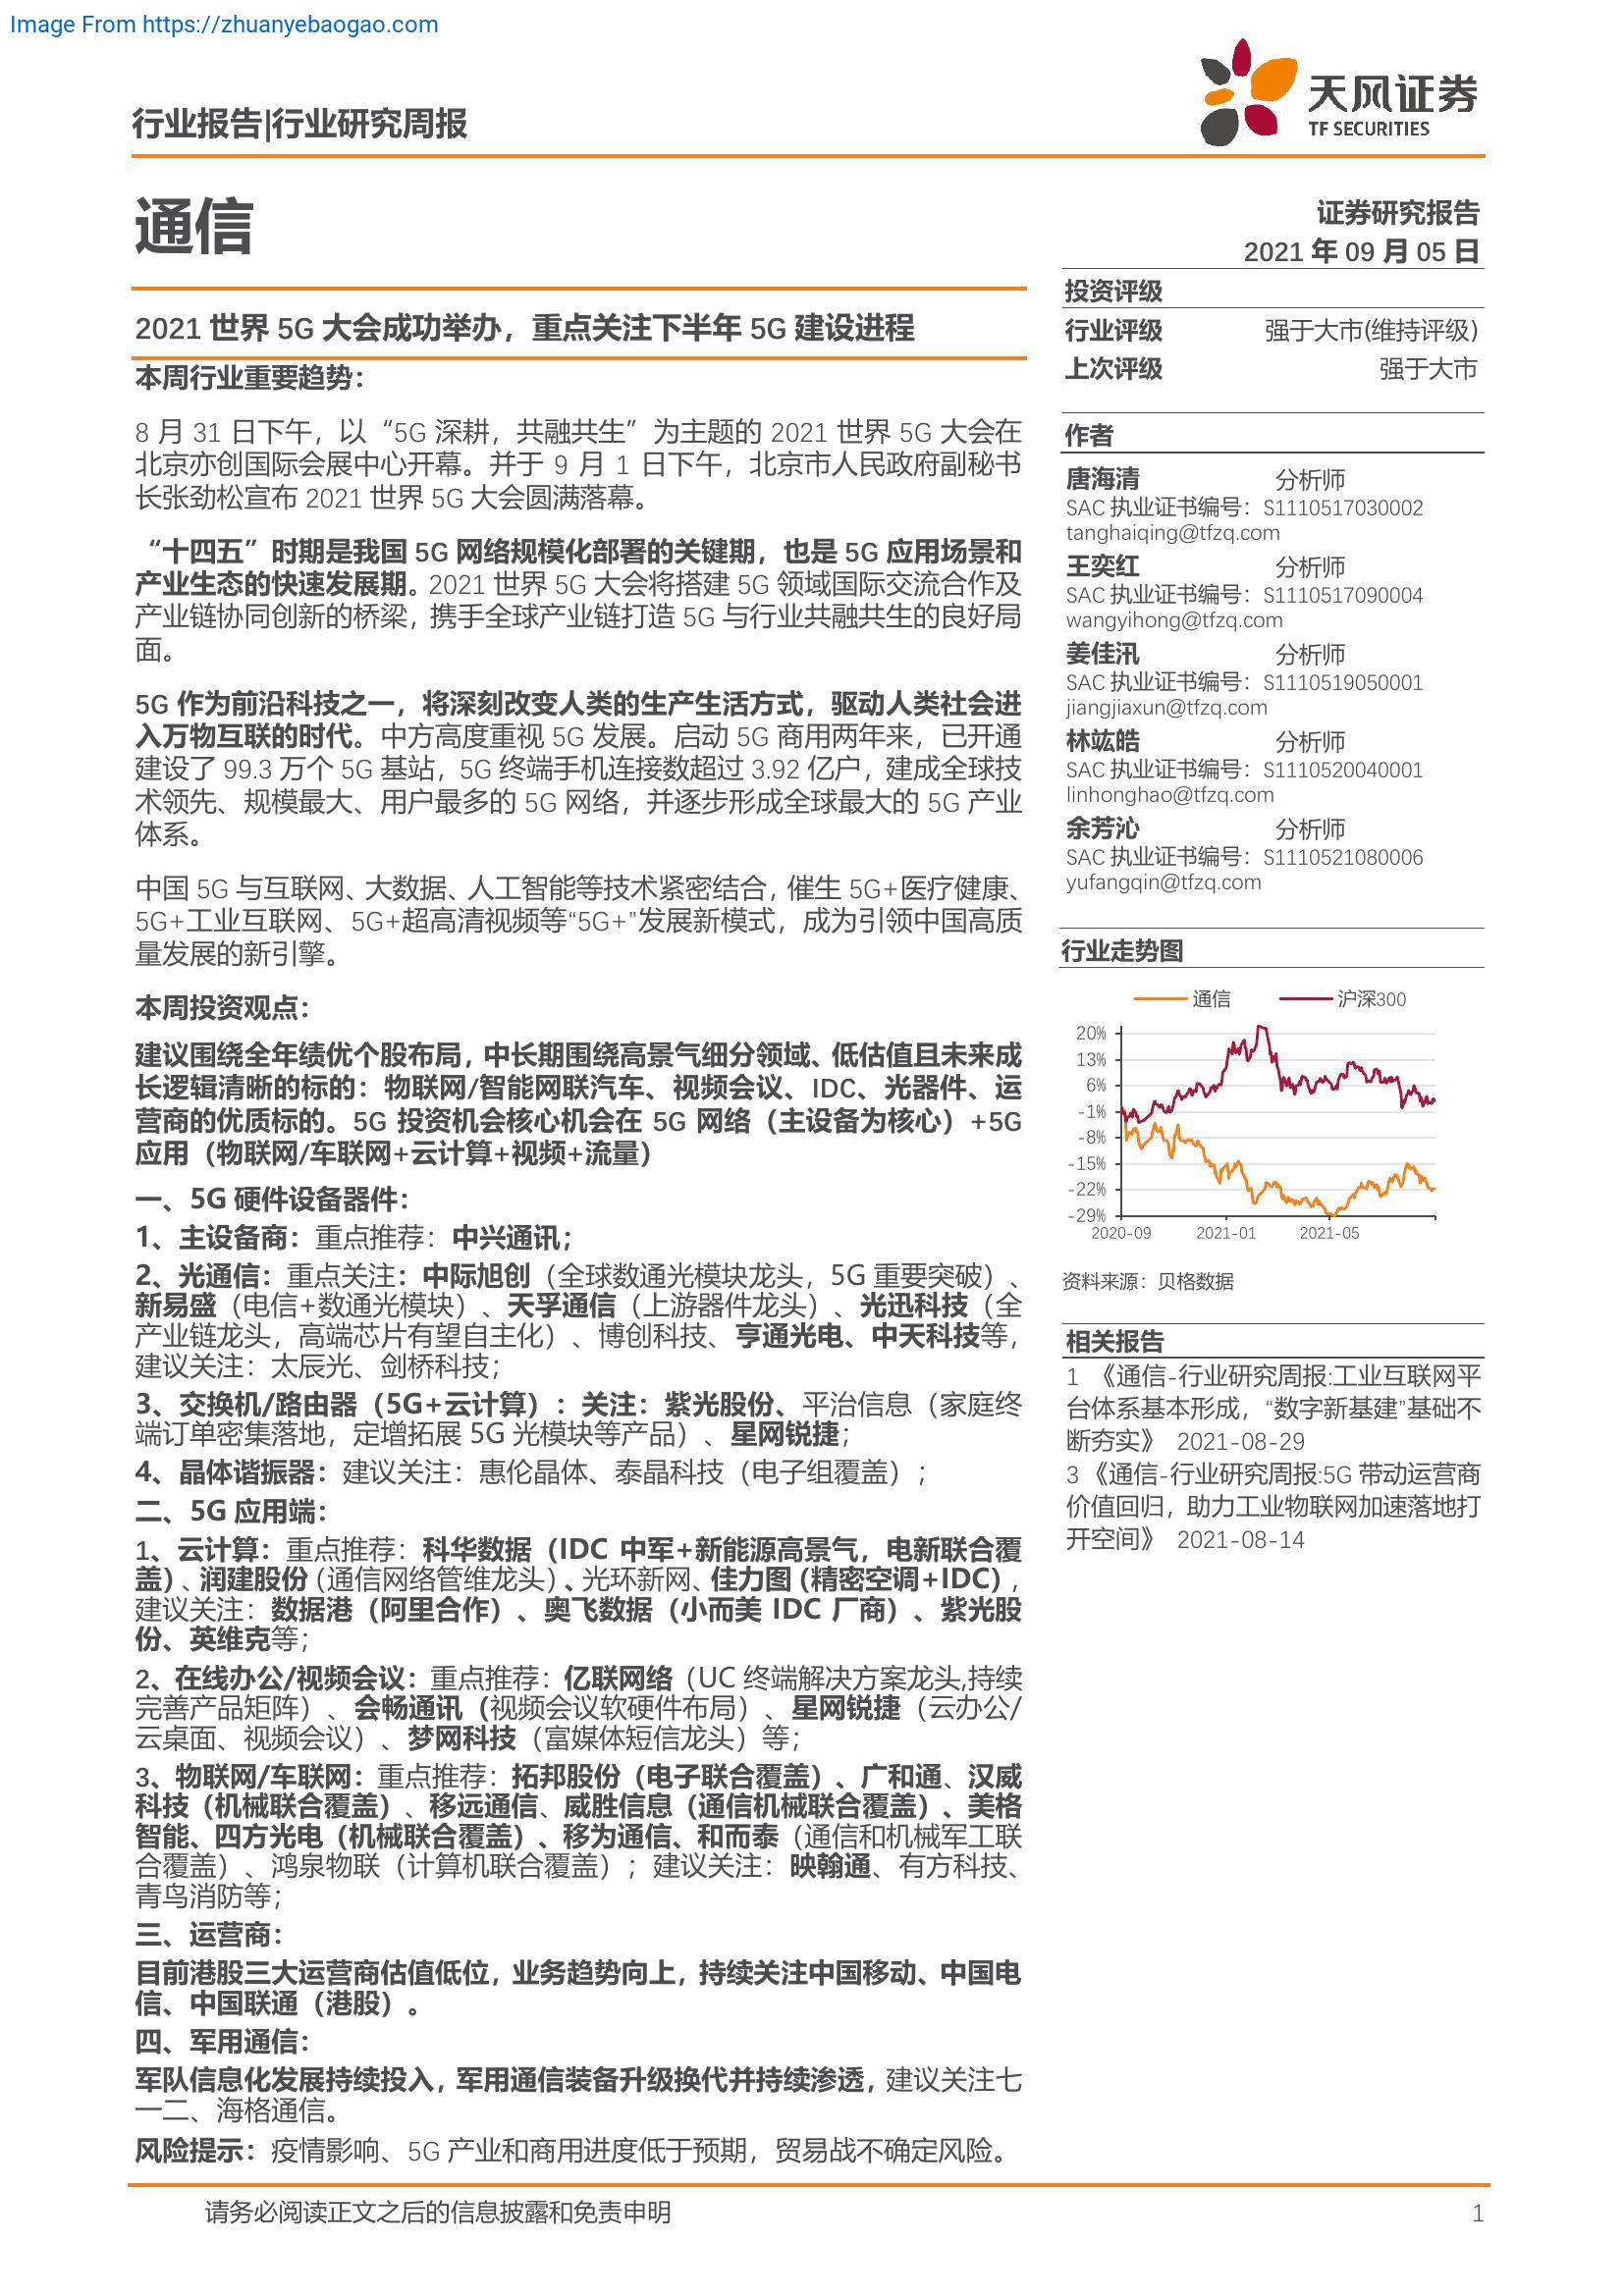 Image From https://zhuanyebaogao.com
天风证券
TF SECURITIES
行业报告|行业研究周报
通信
证券研究报告
2021 年 09 月 05 日
2021 世界 5G 大会成功举办，重点关注下半年 5G 建设进程
本周行业重要趋势：
8 月 31 日下午，以“5G 深耕，共融共生”为主题的 2021 世界 5G 大会在
北京亦创国际会展中心开幕。并于 9 月 1 日下午，北京市人民政府副秘书
长张劲松宣布 2021 世界 5G 大会圆满落幕。
“十四五”时期是我国 5G 网络规模化部署的关键期，也是 5G 应用场景和
产业生态的快速发展期。2021 世界 5G 大会将搭建 5G 领域国际交流合作及
产业链协同创新的桥梁，携手全球产业链打造 5G 与行业共融共生的良好局
面。
5G 作为前沿科技之一，将深刻改变人类的生产生活方式，驱动人类社会进
入万物互联的时代。中方高度重视 5G 发展。启动 5G 商用两年来，已开通
建设了 99.3 万个 5G 基站，5G 终端手机连接数超过 3.92 亿户，建成全球技
术领先、规模最大、用户最多的 5G 网络，并逐步形成全球最大的 5G 产业
体系。
中国 5G 与互联网、大数据、人工智能等技术紧密结合，催生 5G+医疗健康、
5G+工业互联网、5G+超高清视频等“5G+”发展新模式，成为引领中国高质
量发展的新引擎。
本周投资观点：
建议围绕全年绩优个股布局，中长期围绕高景气细分领域、低估值且未来成
长逻辑清晰的标的：物联网/智能网联汽车、视频会议、IDC、光器件、运
营商的优质标的。5G 投资机会核心机会在 5G 网络（主设备为核心）+5G
应用（物联网/车联网+云计算+视频+流量）
一、5G 硬件设备器件：
1、主设备商：重点推荐：中兴通讯；
2、光通信：重点关注：中际旭创（全球数通光模块龙头，5G 重要突破）、
新易盛（电信+数通光模块）、天孚通信（上游器件龙头）、光迅科技（全
产业链龙头，高端芯片有望自主化）、博创科技、亨通光电、中天科技等，
建议关注：太辰光、剑桥科技；
3、交换机/路由器（5G+云计算）：关注：紫光股份、平治信息（家庭终
端订单密集落地，定增拓展 5G 光模块等产品）、星网锐捷；
4、晶体谐振器：建议关注：惠伦晶体、泰晶科技（电子组覆盖）；
二、5G 应用端：
1、云计算：重点推荐：科华数据（IDC 中军+新能源高景气，电新联合覆
盖）、润建股份（通信网络管维龙头）、光环新网、佳力图（精密空调+IDC），
建议关注：数据港（阿里合作）、奥飞数据（小而美 IDC 厂商）、紫光股
份、英维克等；
2、在线办公/视频会议：重点推荐：亿联网络（UC 终端解决方案龙头,持续
完善产品矩阵）、会畅通讯（视频会议软硬件布局）、星网锐捷（云办公/
云桌面、视频会议）、梦网科技（富媒体短信龙头）等；
3、物联网/车联网：重点推荐：拓邦股份（电子联合覆盖）、广和通、汉威
科技（机械联合覆盖）、移远通信、威胜信息（通信机械联合覆盖）、美格
智能、四方光电（机械联合覆盖）、移为通信、和而泰（通信和机械军工联
合覆盖）、鸿泉物联（计算机联合覆盖）；建议关注：映翰通、有方科技、
青鸟消防等；
三、运营商：
目前港股三大运营商估值低位，业务趋势向上，持续关注中国移动、中国电
信、中国联通（港股）。
四、军用通信：
军队信息化发展持续投入，军用通信装备升级换代并持续渗透，建议关注七
一二、海格通信。
风险提示：疫情影响、5G 产业和商用进度低于预期，贸易战不确定风险。
投资评级
行业评级 强于大市(维持评级)
上次评级 强于大市
作者
唐海清 分析师
SAC 执业证书编号：S1110517030002
tanghaiqing@tfzq.com
王奕红 分析师
SAC 执业证书编号：S1110517090004
wangyihong@tfzq.com
姜佳汛 分析师
SAC 执业证书编号：S1110519050001
jiangjiaxun@tfzq.com
林竑皓 分析师
SAC 执业证书编号：S1110520040001
linhonghao@tfzq.com
余芳沁 分析师
SAC 执业证书编号：S1110521080006
yufangqin@tfzq.com
行业走势图
通信 沪深300
20%
13%
6%
-1%
-8%
-15%
-22%
-29%
2020-09 2021-01 2021-05
资料来源：贝格数据
相关报告
1 《通信-行业研究周报:工业互联网平
台体系基本形成，“数字新基建”基础不
断夯实》 2021-08-29
3 《通信-行业研究周报:5G 带动运营商
价值回归，助力工业物联网加速落地打
开空间》 2021-08-14
请务必阅读正文之后的信息披露和免责申明
1